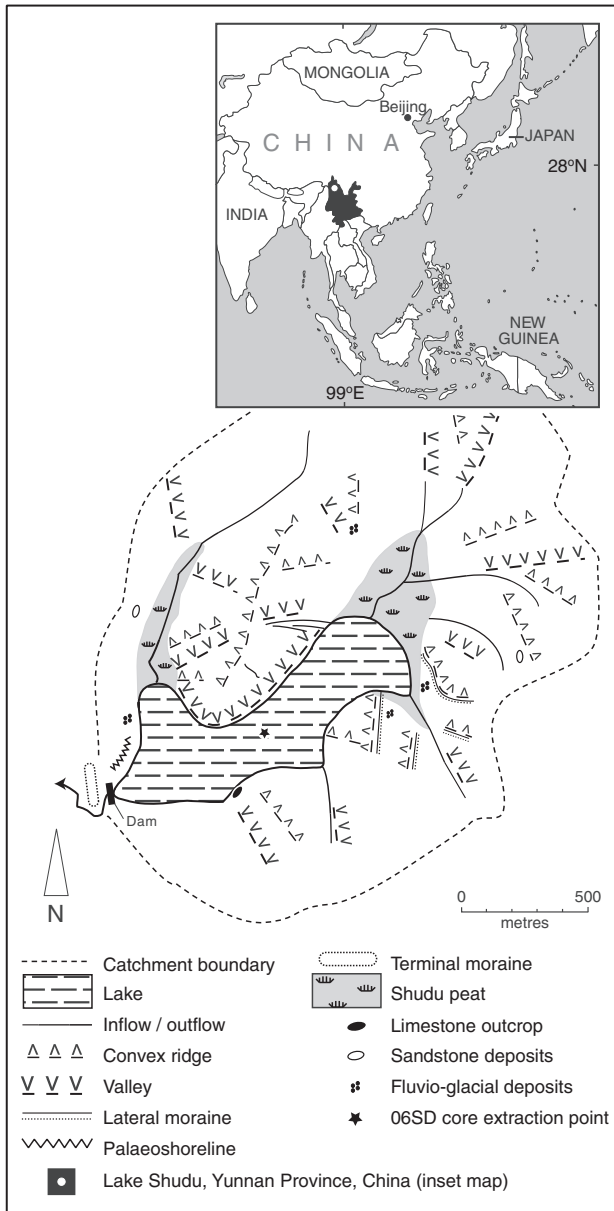 MONGOLIA
Beijing
CHINA
JAPAN
28ºN
INDIA
NEW
GUINEA
99ºE
Dam
N
0 500
metres
Catchment boundary
Lake
Inflow / outflow
Convex ridge
Valley
Lateral moraine
Palaeoshoreline
Terminal moraine
Shudu peat
Limestone outcrop
Sandstone deposits
Fluvio-glacial deposits
06SD core extraction point
Lake Shudu, Yunnan Province, China (inset map)